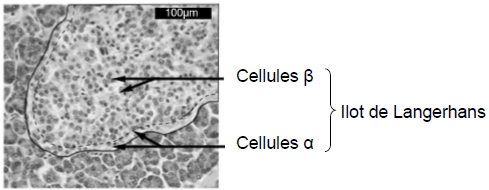 100µm
Cellules β
Ilot de Langerhans
Cellules α